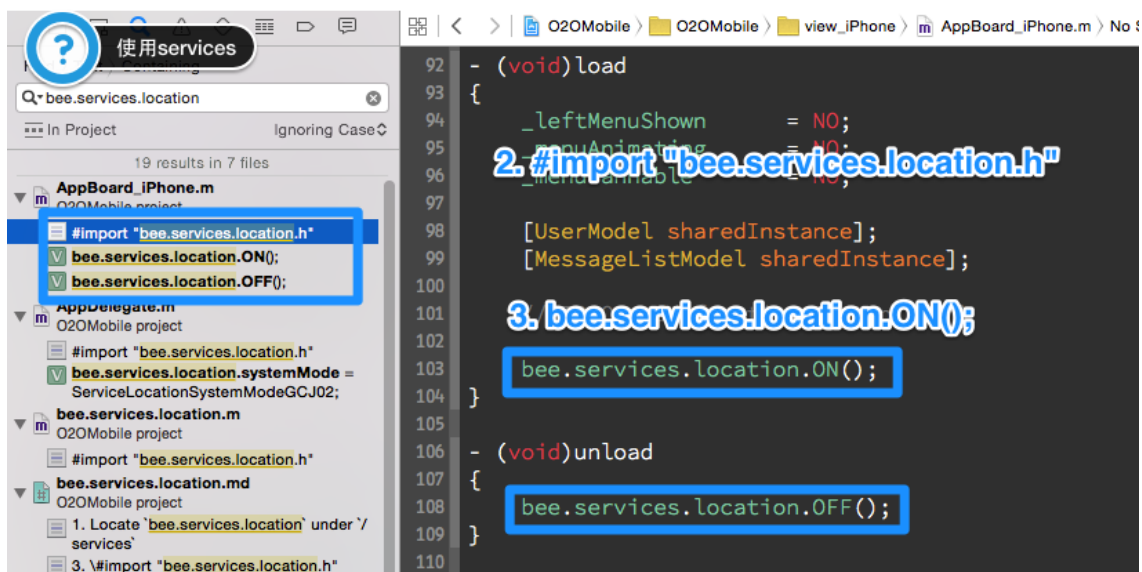 使用services
Containing
bee.services.location
In Project
Ignoring Case
19 results in 7 files
AppBoard_iPhone.m
O2OMobile project
#import "bee.services.location.h"
bee.services.location.ON();
bee.services.location.OFF();
AppDelegate.m
O2OMobile project
#import "bee.services.location.h"
bee.services.location.systemMode =
ServiceLocationSystemModeGCJ02;
bee.services.location.m
O2OMobile project
#import "bee.services.location.h"
bee.services.location.md
O2OMobile project
1. Locate `bee.services.location` under `/
services`
3. \#import "bee.services.location.h"
O2OMobile 〉 O2OMobile 〉 view_iPhone 〉 AppBoard_iPhone.m 〉 No
92 - (void)load
93 {
94 _leftMenuShown = NO;
95 _menuAnimating = NO;
2. #import "bee.services.location.h"
96 = NO;
97
98 [UserModel sharedInstance];
99 [MessageListModel sharedInstance];
100
101
3. bee.services.location.ON();
102
103 bee.services.location.ON();
104 }
105
106 - (void)unload
107 {
108 bee.services.location.OFF();
109 }
110